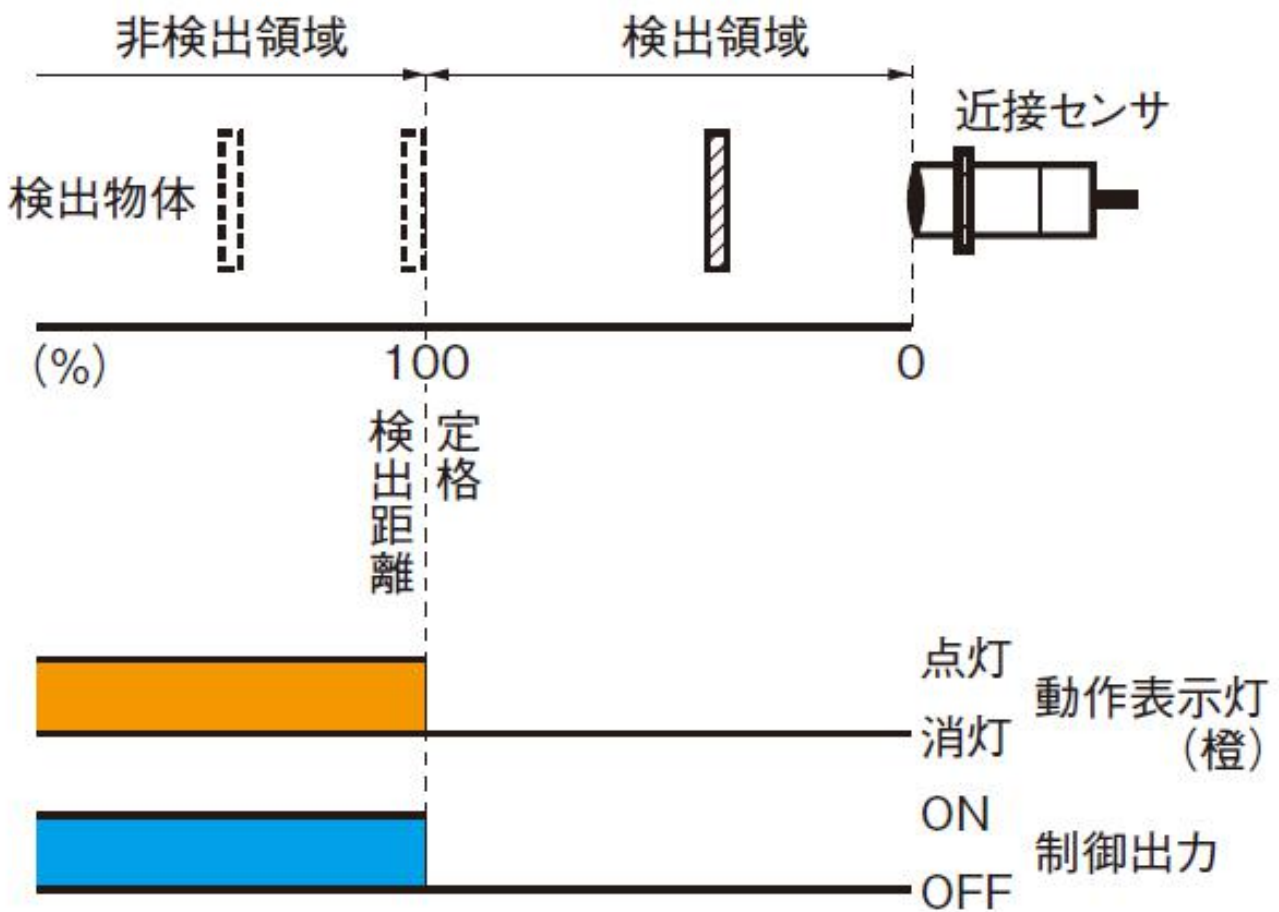 非検出領域
検出領域
近接センサ
検出物体
(%)
100
0
定格
検出距離
点灯
消灯
動作表示灯
(橙)
ON
OFF
制御出力